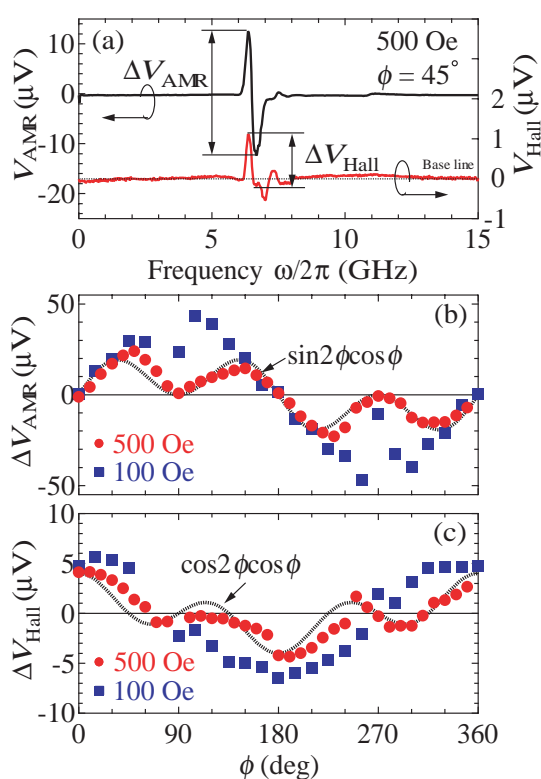 (a)
500 Oe
ϕ = 45°
ΔV_AMR
ΔV_Hall
Base line
V_AMR (μV)
10
0
-10
-20
V_Hall (μV)
2
1
0
-1
0
5
10
15
Frequency ω/2π (GHz)
(b)
50
0
-50
ΔV_AMR (μV)
sin2ϕcosϕ
500 Oe
100 Oe
(c)
10
5
0
-5
-10
ΔV_Hall (μV)
cos2ϕcosϕ
500 Oe
100 Oe
0
90
180
270
360
ϕ (deg)